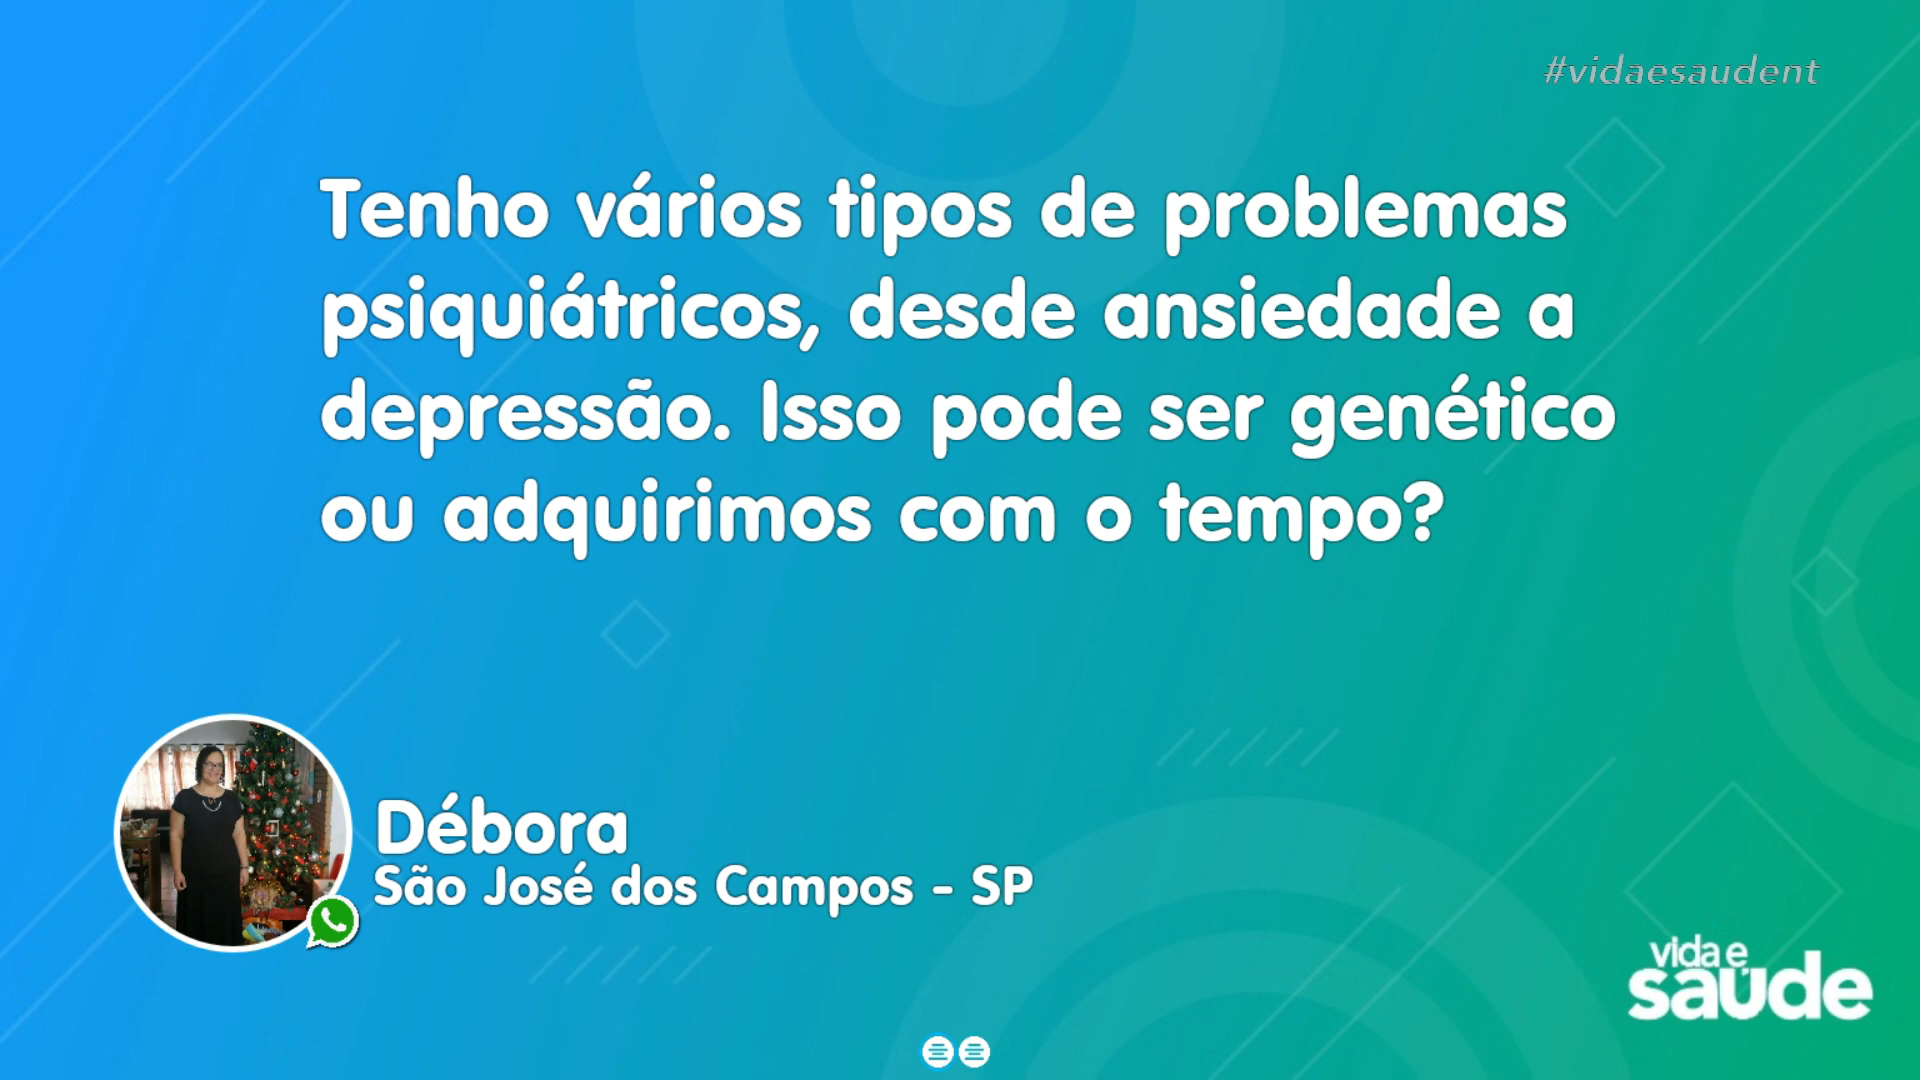 #vidaesaudent
Tenho vários tipos de problemas
psiquiátricos, desde ansiedade a
depressão. Isso pode ser genético
ou adquirimos com o tempo?
Débora
São José dos Campos - SP
vida e
saúde